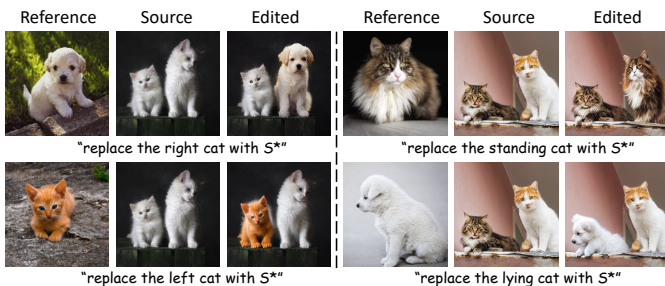 Reference Source Edited Reference Source Edited
“replace the right cat with S*” “replace the standing cat with S*”
“replace the left cat with S*” “replace the lying cat with S*”